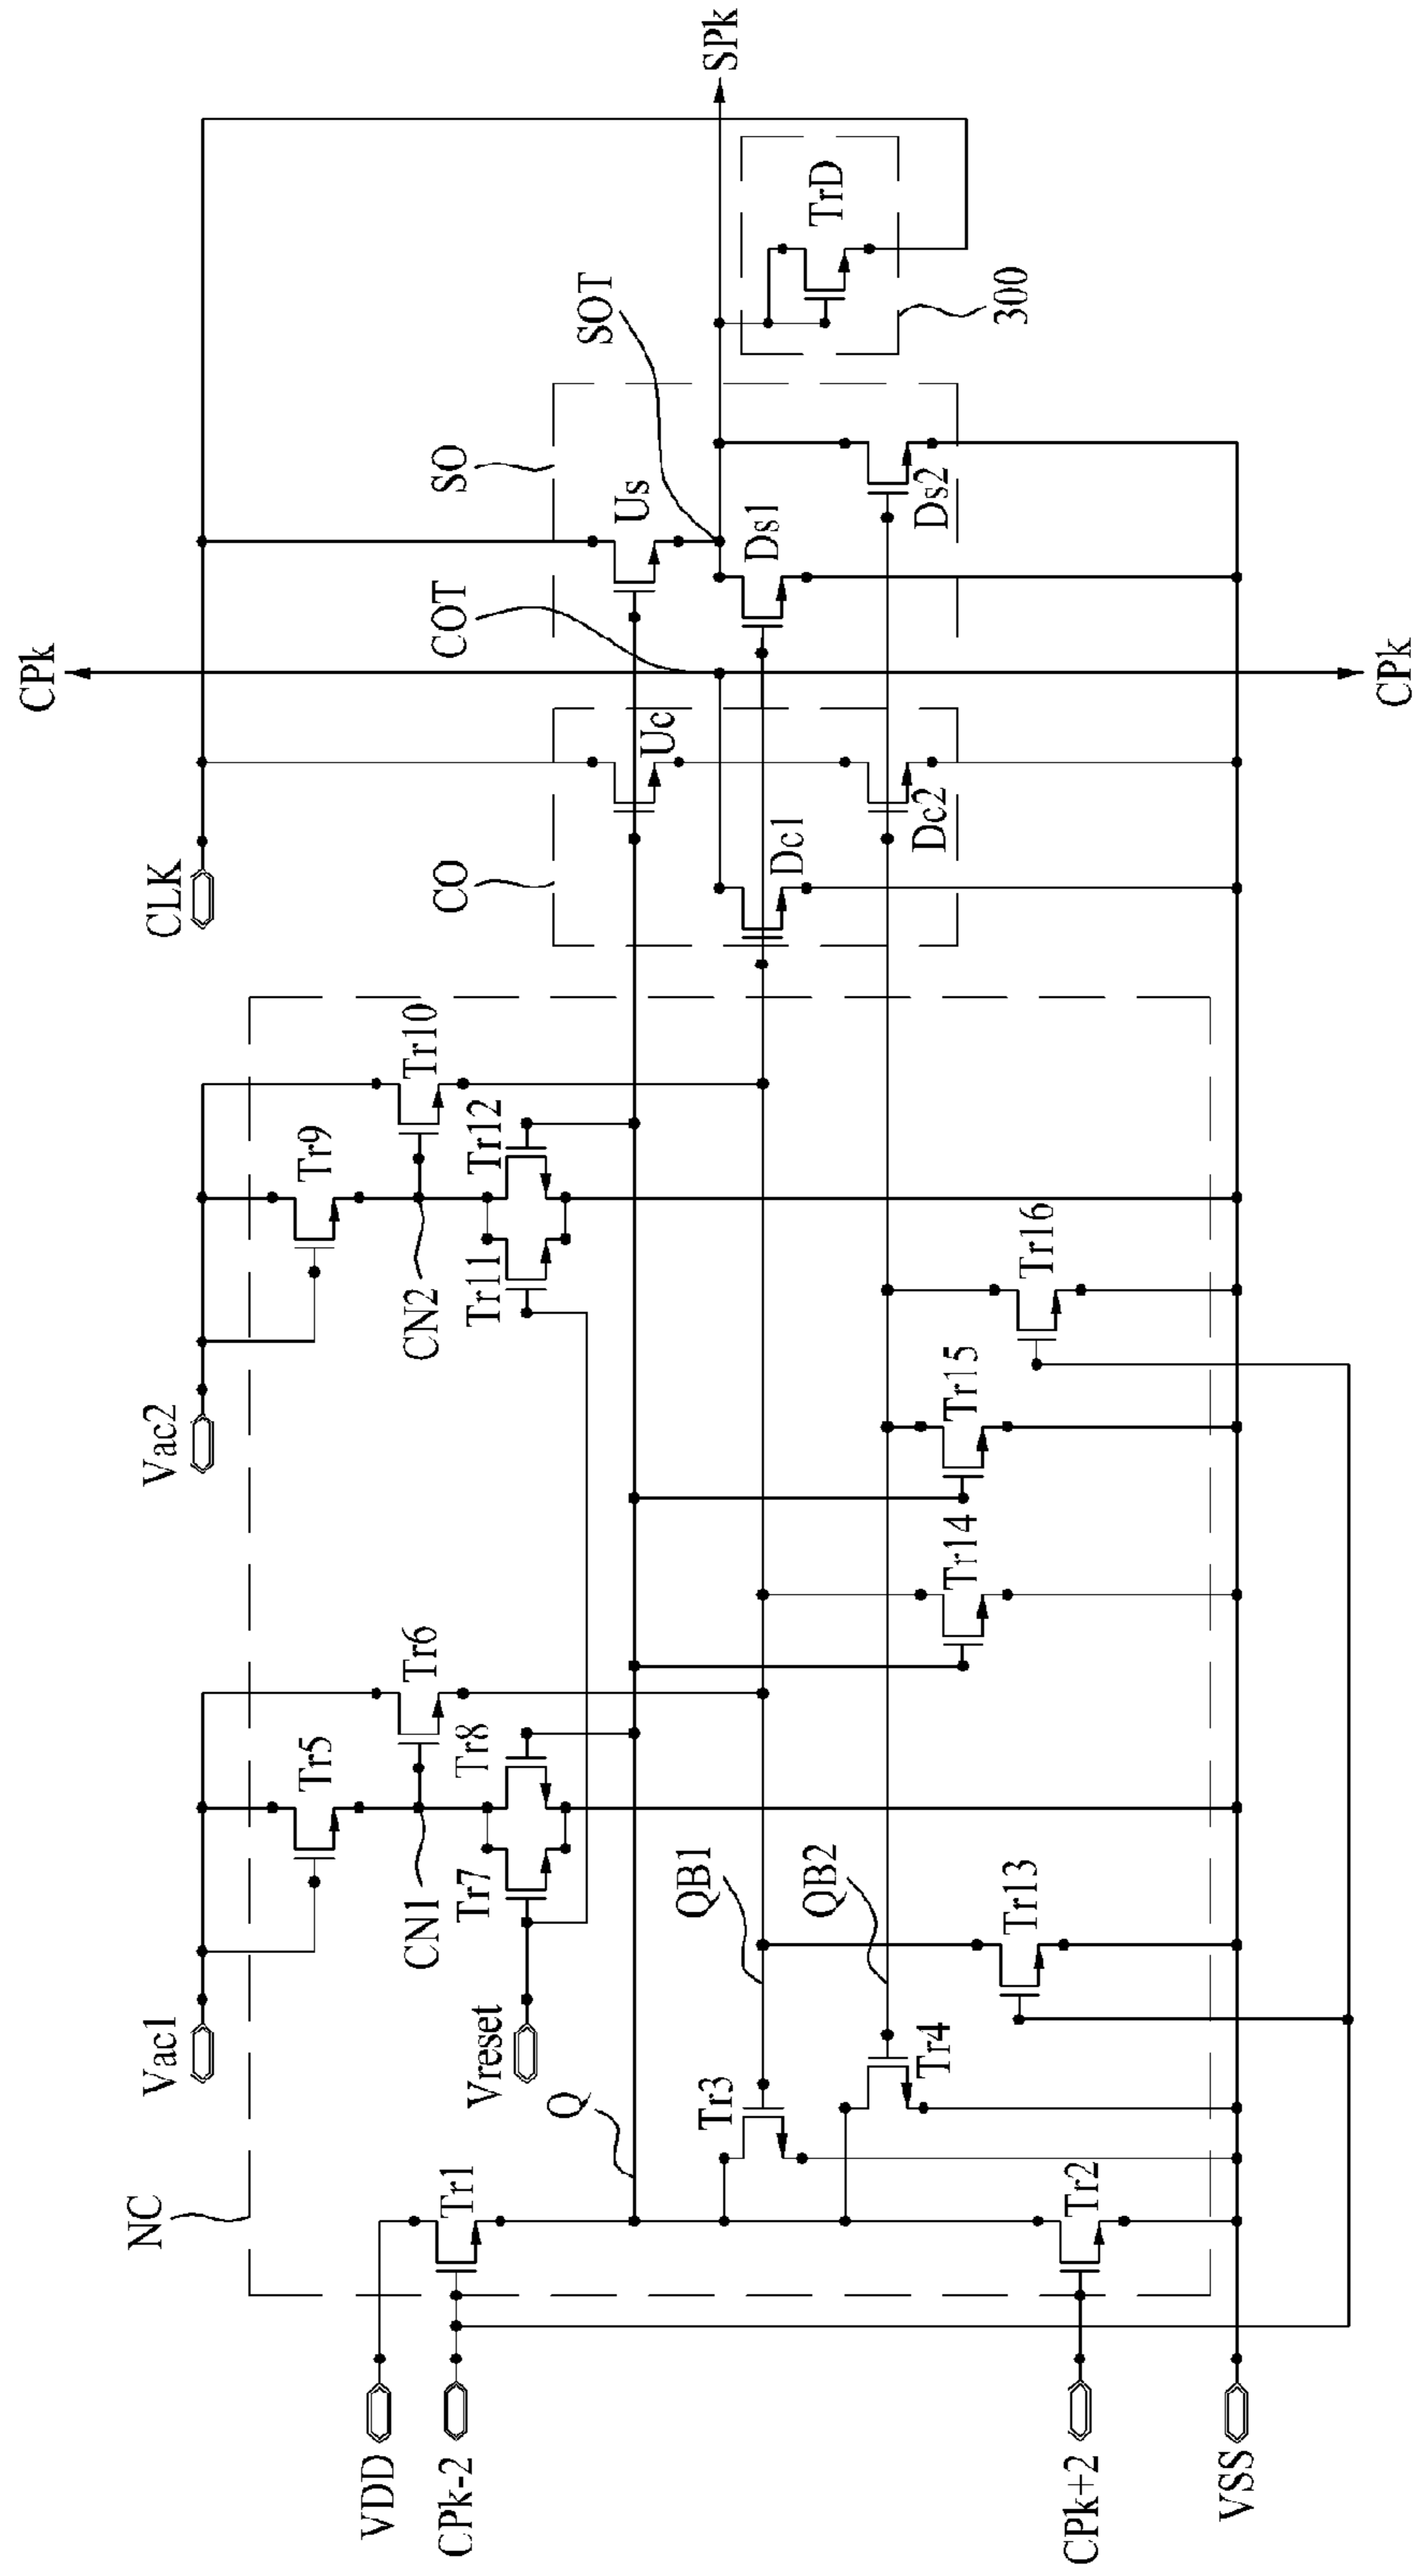 CPk
CLK
SPk
Vac1
Vac2
NC
CO
COT
SO
SOT
Tr5
Tr9
Tr6
Tr10
CN1
CN2
VDD
CPk-2
Tr1
Vreset
Tr7
Tr8
Tr11
Tr12
Q
Uc
Us
QB1
Tr3
Dc1
Ds1
TrD
QB2
Tr4
Tr14
Tr15
Dc2
Ds2
300
Tr13
Tr16
CPk+2
Tr2
VSS
CPk